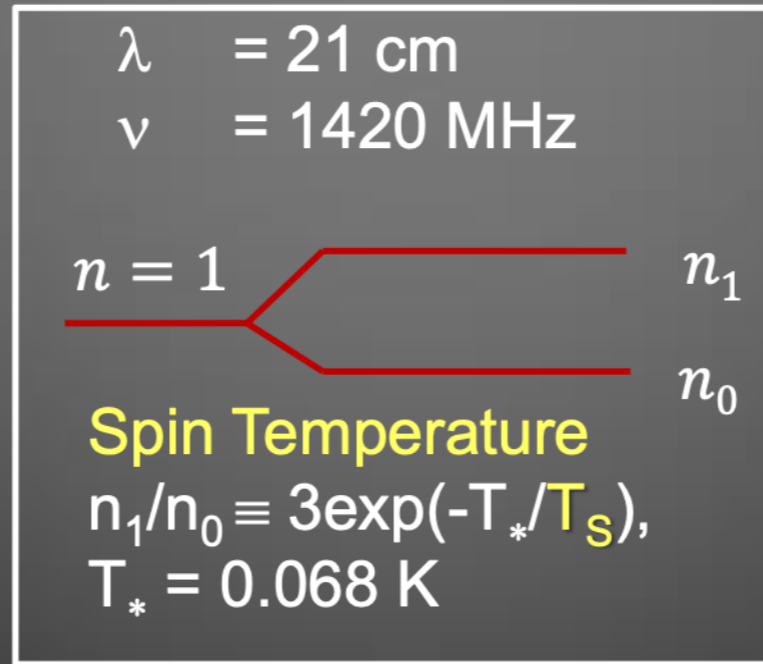 λ = 21 cm
ν = 1420 MHz
n = 1
n₁
n₀
Spin Temperature
n₁/n₀ ≡ 3exp(-T⁎/Tₛ),
T⁎ = 0.068 K